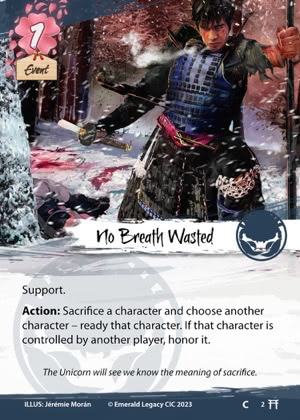 1
Event
No Breath Wasted
Support.
Action: Sacrifice a character and choose another
character – ready that character. If that character is
controlled by another player, honor it.
The Unicorn will see we know the meaning of sacrifice.
ILLUS: Jérémie Morán © Emerald Legacy CIC 2023 C 2